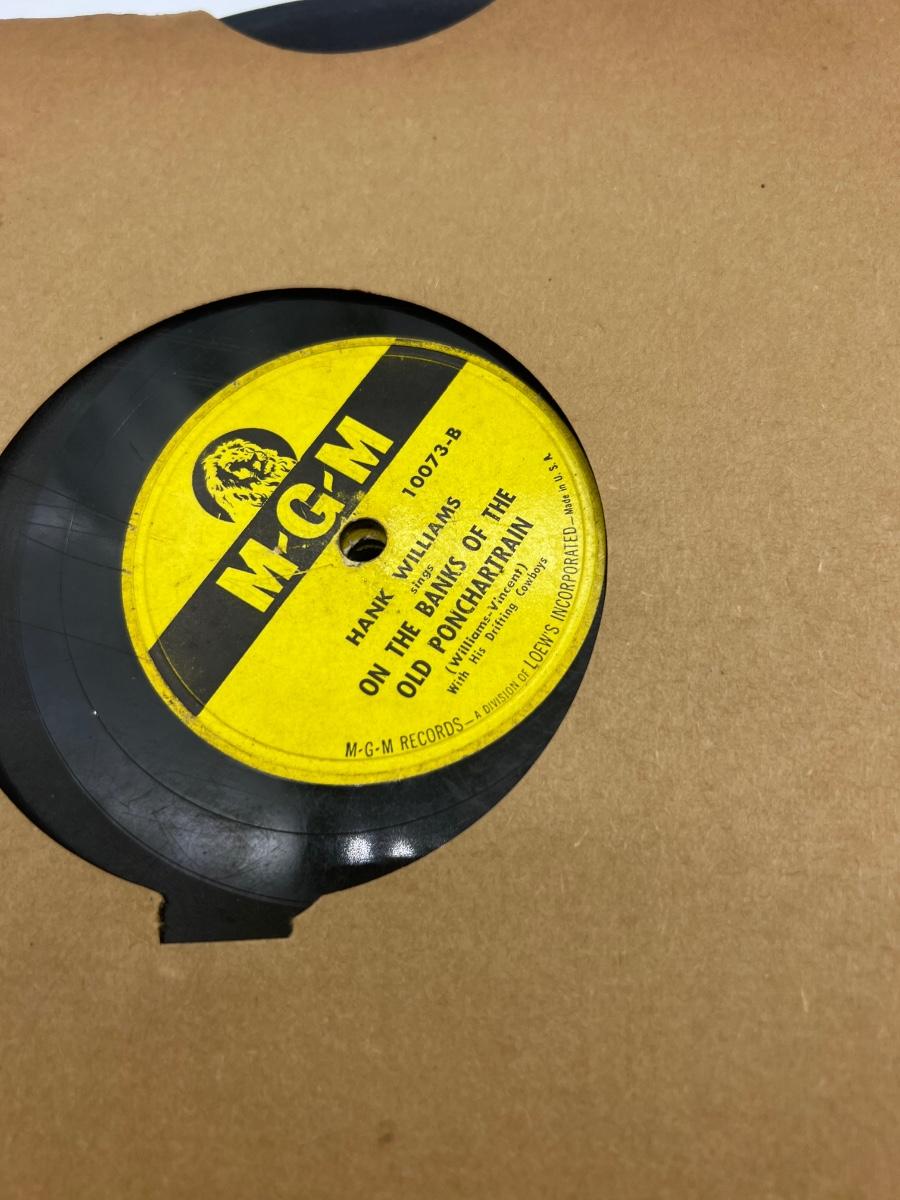 M-G-M
10073-B
HANK WILLIAMS
sings
ON THE BANKS OF THE
OLD PONCHARTRAIN
(Williams-Vincent)
With His Drifting Cowboys
M-G-M RECORDS—A DIVISION OF LOEW'S INCORPORATED—Made in U. S. A.